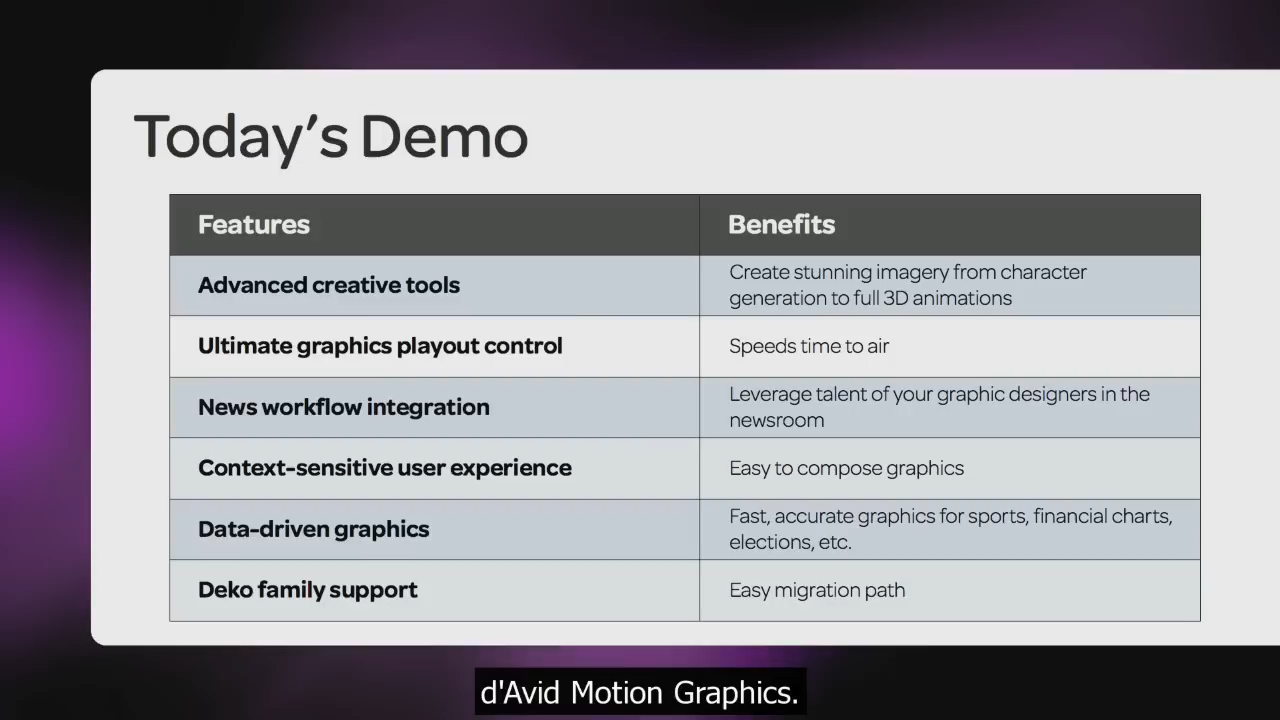 Today's Demo
Features
Benefits
Advanced creative tools
Create stunning imagery from character
generation to full 3D animations
Ultimate graphics playout control
Speeds time to air
News workflow integration
Leverage talent of your graphic designers in the
newsroom
Context-sensitive user experience
Easy to compose graphics
Data-driven graphics
Fast, accurate graphics for sports, financial charts,
elections, etc.
Deko family support
Easy migration path
d'Avid Motion Graphics.